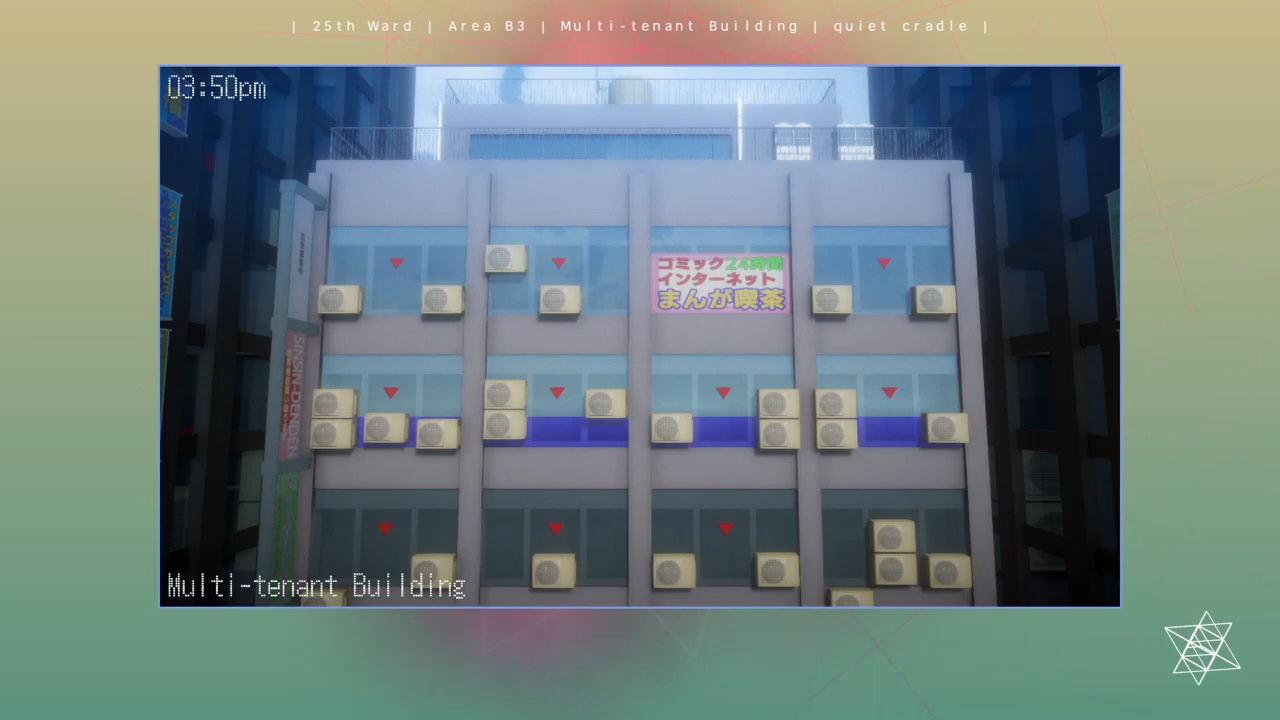 | 25th Ward | Area B3 | Multi-tenant Building | quiet cradle |
03:50pm
コミック24時間
インターネット
まんが喫茶
SINSIN-DENDEN
Multi-tenant Building